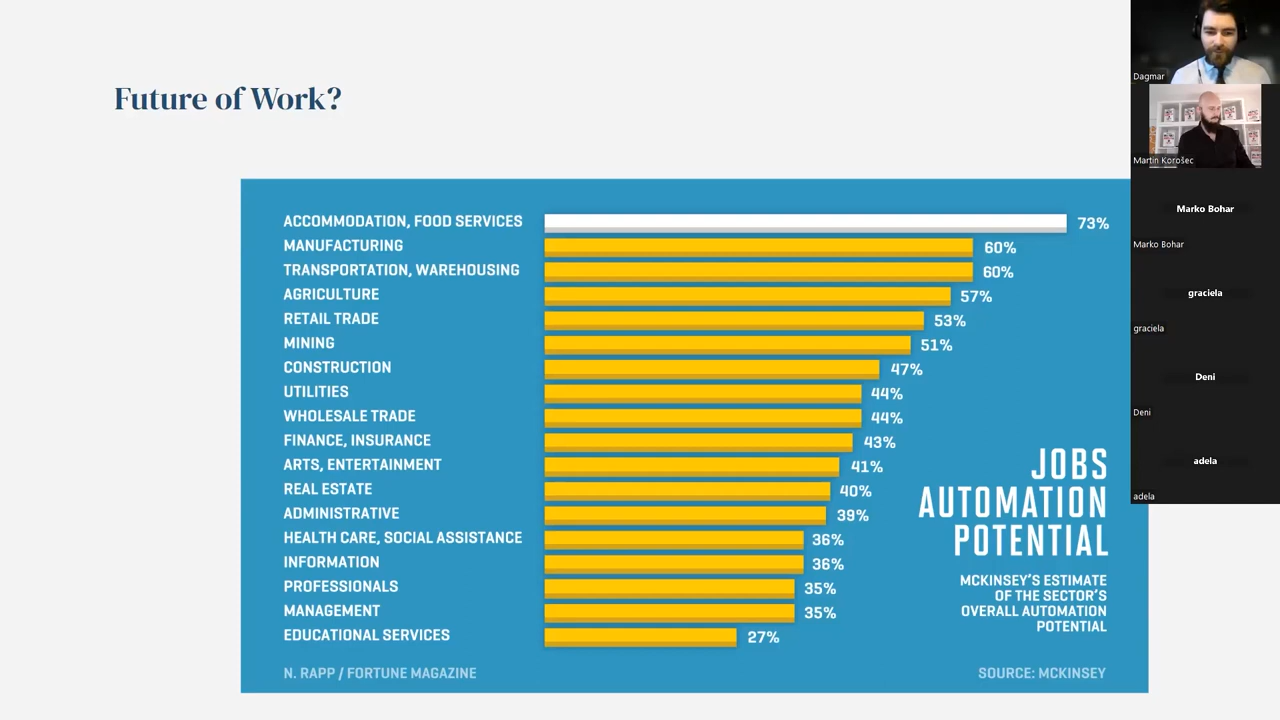 Future of Work?
ACCOMMODATION, FOOD SERVICES 73%
MANUFACTURING 60%
TRANSPORTATION, WAREHOUSING 60%
AGRICULTURE 57%
RETAIL TRADE 53%
MINING 51%
CONSTRUCTION 47%
UTILITIES 44%
WHOLESALE TRADE 44%
FINANCE, INSURANCE 43%
ARTS, ENTERTAINMENT 41%
REAL ESTATE 40%
ADMINISTRATIVE 39%
HEALTH CARE, SOCIAL ASSISTANCE 36%
INFORMATION 36%
PROFESSIONALS 35%
MANAGEMENT 35%
EDUCATIONAL SERVICES 27%
JOBS
AUTOMATION
POTENTIAL
MCKINSEY'S ESTIMATE
OF THE SECTOR'S
OVERALL AUTOMATION
POTENTIAL
N. RAPP / FORTUNE MAGAZINE
SOURCE: MCKINSEY
Dagmar
Martin Korošec
Marko Bohar
Marko Bohar
graciela
graciela
Deni
Deni
adela
adela